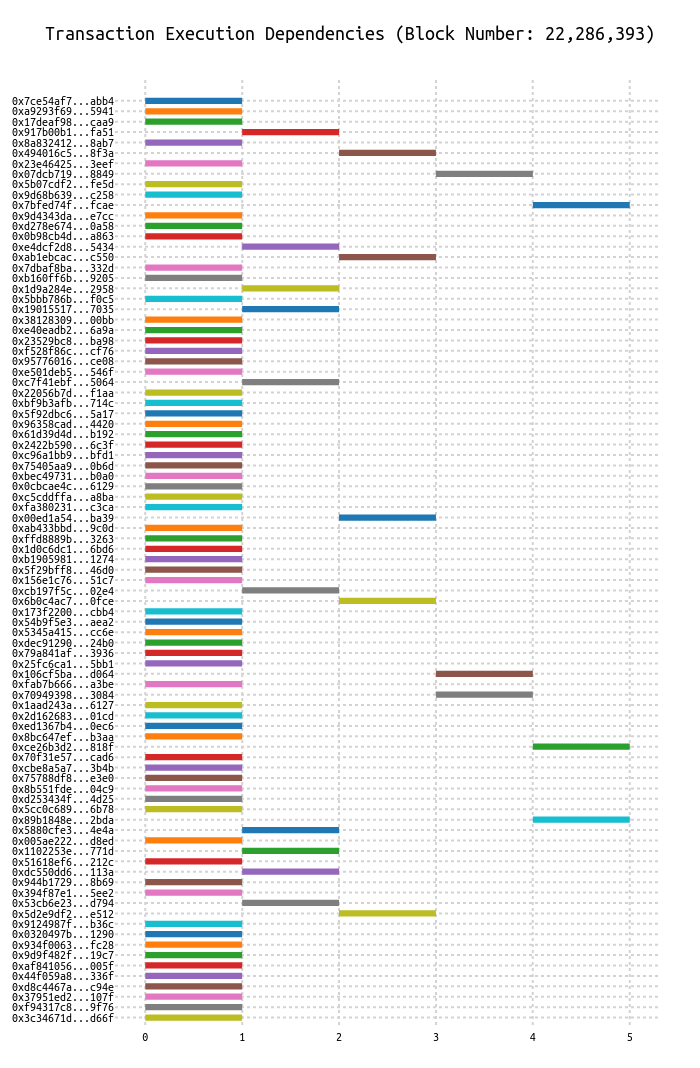 Transaction Execution Dependencies (Block Number: 22,286,393)
0x7ce54af7...abb4
0xa9293f69...5941
0x17deaf98...caa9
0x917b00b1...fa51
0x8a832412...8ab7
0x494016c5...8f3a
0x23e46425...3eef
0x07dcb719...8849
0x5b07cdf2...fe5d
0x9d68b639...c258
0x7bfed74f...fcae
0x9d4343da...e7cc
0xd278e674...0a58
0x0b98cb4d...a863
0xe4dcf2d8...5434
0xab1ebcac...c550
0x7dbaf8ba...332d
0xb160ff6b...9205
0x1d9a284e...2958
0x5bbb786b...f0c5
0x19015517...7035
0x38128309...00bb
0xe40eadb2...6a9a
0x23529bc8...ba98
0xf528f86c...cf76
0x95776016...ce08
0xe501deb5...546f
0xc7f41ebf...5064
0x22056b7d...f1aa
0xbf9b3afb...714c
0x5f92dbc6...5a17
0x96358cad...4420
0x61d39d4d...b192
0x2422b590...6c3f
0xc96a1bb9...bfd1
0x75405aa9...0b6d
0xbec49731...b0a0
0x0cbcae4c...6129
0xc5cddffa...a8ba
0xfa380231...c3ca
0x00ed1a54...ba39
0xab433bbd...9c0d
0xffd8889b...3263
0x1d0c6dc1...6bd6
0xb1905981...1274
0x5f29bff8...46d0
0x156e1c76...51c7
0xcb197f5c...02e4
0x6b0c4ac7...0fce
0x173f2200...cbb4
0x54b9f5e3...aea2
0x5345a415...cc6e
0xdec91290...24b0
0x79a841af...3936
0x25fc6ca1...5bb1
0x106cf5ba...d064
0xfab7b666...a3be
0x70949398...3084
0x1aad243a...6127
0x2d162683...01cd
0xed1367b4...0ec6
0x8bc647ef...b3aa
0xce26b3d2...818f
0x70f31e57...cad6
0xcbe8a5a7...3b4b
0x75788df8...e3e0
0x8b551fde...04c9
0xd253434f...4d25
0x5cc0c689...6b78
0x89b1848e...2bda
0x5880cfe3...4e4a
0x005ae222...d8ed
0x1102253e...771d
0x51618ef6...212c
0xdc550dd6...113a
0x944b1729...8b69
0x394f87e1...5ee2
0x53cb6e23...d794
0x5d2e9df2...e512
0x9124987f...b36c
0x0320497b...1290
0x934f0063...fc28
0x9d9f482f...19c7
0xaf841056...005f
0x44f059a8...336f
0xd8c4467a...c94e
0x37951ed2...107f
0xf94317c8...9f76
0x3c34671d...d66f
0 1 2 3 4 5